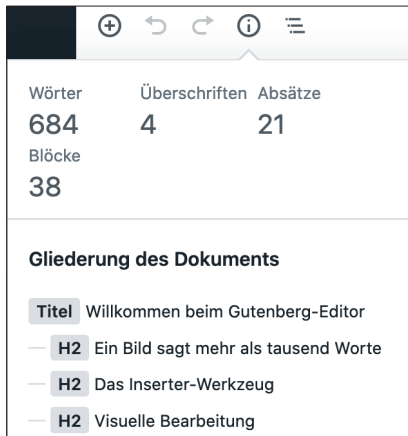 Wörter Überschriften Absätze
684 4 21
Blöcke
38
Gliederung des Dokuments
Titel Willkommen beim Gutenberg-Editor
H2 Ein Bild sagt mehr als tausend Worte
H2 Das Inserter-Werkzeug
H2 Visuelle Bearbeitung